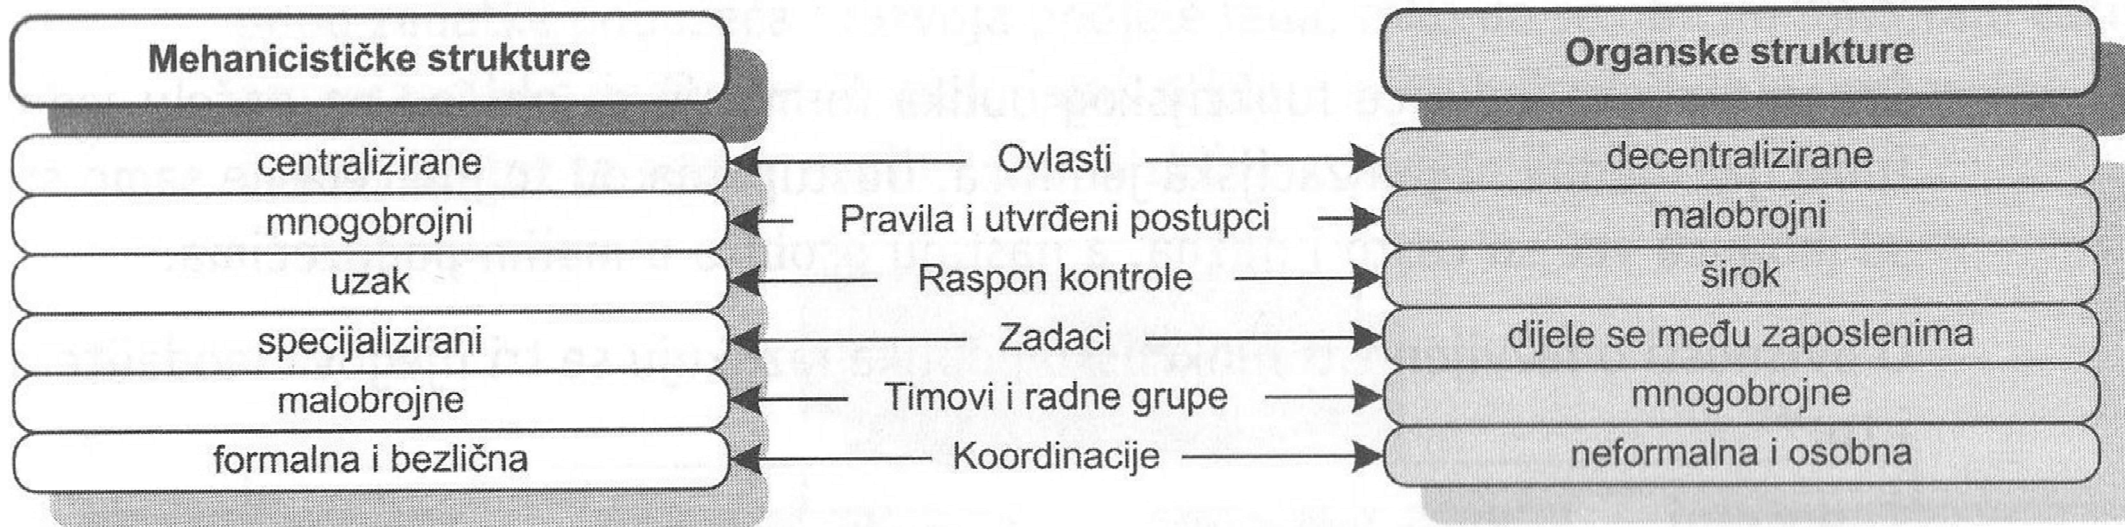 Mehanicističke strukture Organske strukture
centralizirane Ovlasti decentralizirane
mnogobrojni Pravila i utvrđeni postupci malobrojni
uzak Raspon kontrole širok
specijalizirani Zadaci dijele se među zaposlenima
malobrojne Timovi i radne grupe mnogobrojne
formalna i bezlična Koordinacije neformalna i osobna